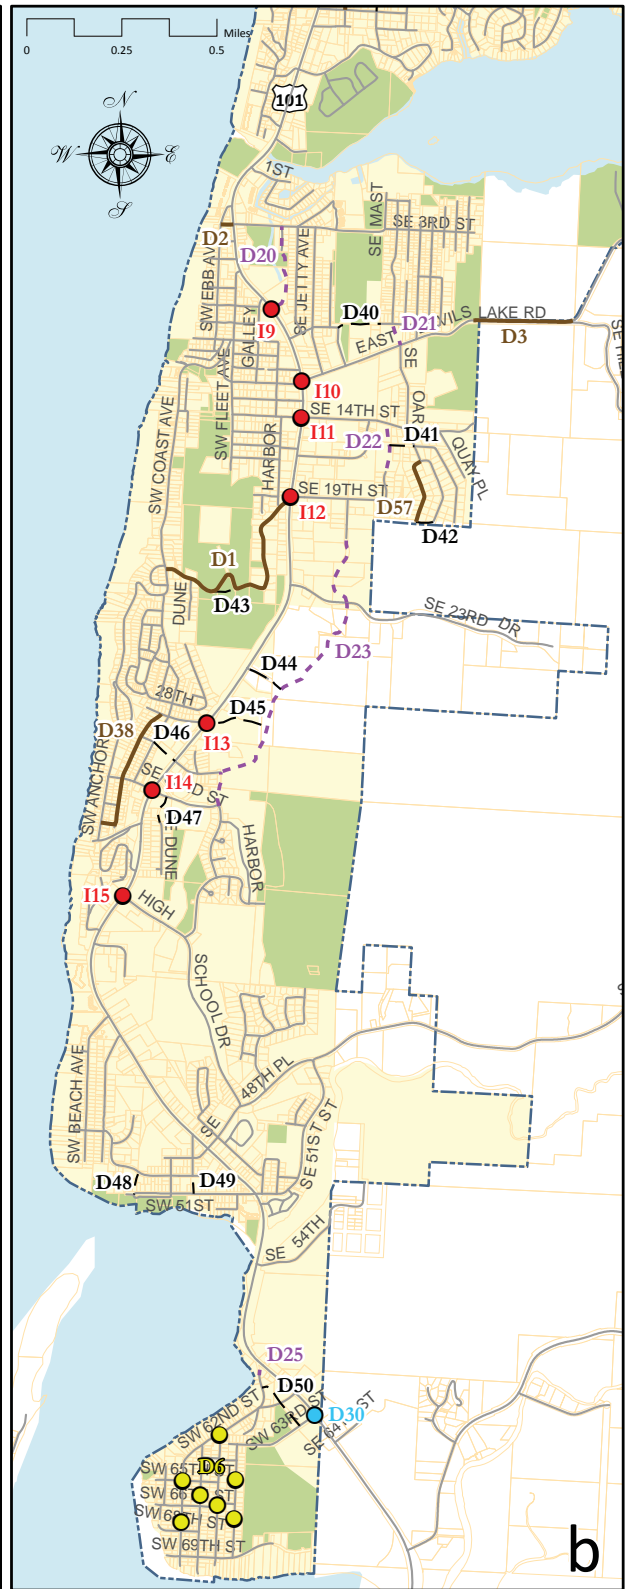 Miles
0 0.25 0.5
N
W E
S
101
1ST
SE 3RD ST
SE MAST
D2
D20
SW EBB AV
SE JETTY AVE
GAILEY
I9
D40
D21
EAST
VILS LAKE RD
D3
SE HILL
SW FLEET AVE
I10
SE
OAR
SE 14TH ST
I11
D22
D41
SW COAST AVE
HARBOR
QUAY PL
SE 19TH ST
I12
D57
D42
D1
D43
DUNE
SE 23RD DR
D23
D44
28TH
D45
D38
D46
I13
SW ANCHOR
I14
D47
DUNE
HARBOR
I15
HIGH
SCHOOL DR
48TH PL
SE
SW BEACH AVE
SE 51ST ST
D48
D49
SW 51ST
SE 54TH
D25
D50
SW 62ND ST
SW 63RD ST
D30
D6
SW 69TH ST
b